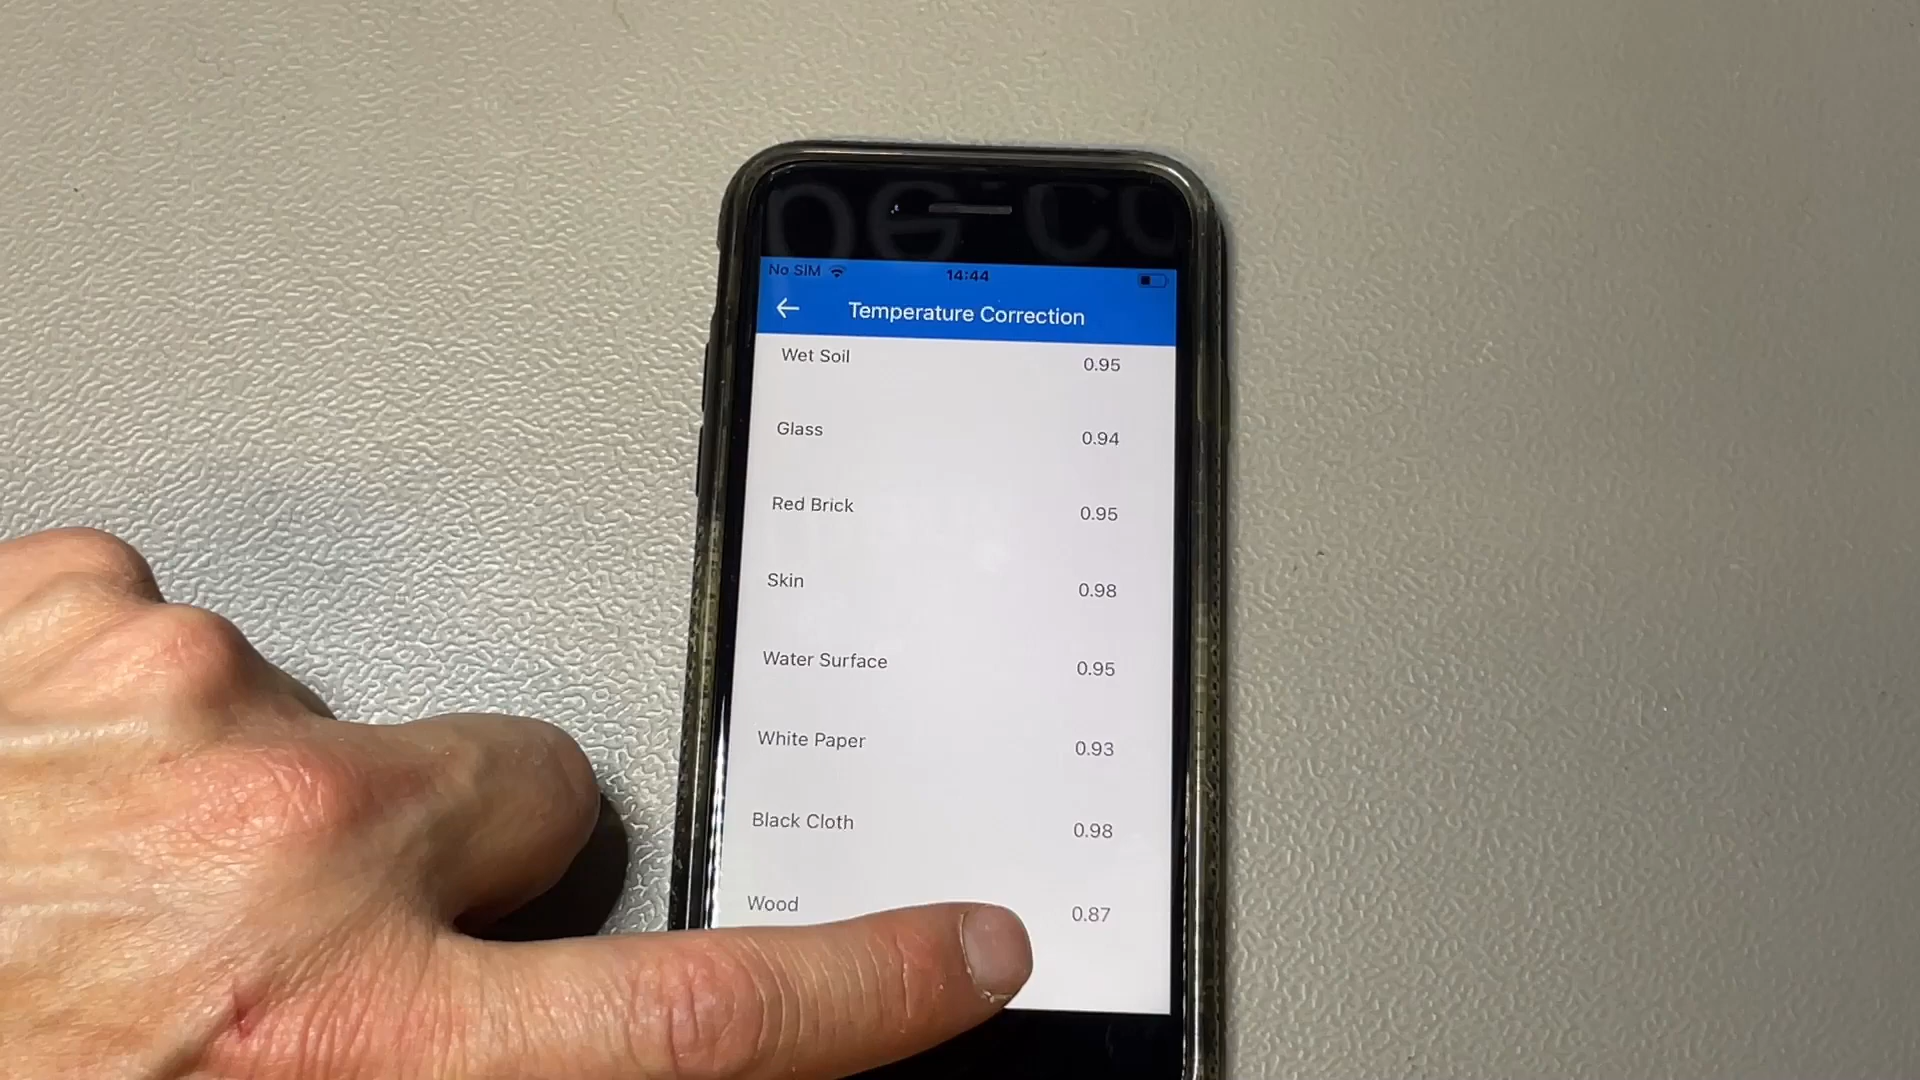 No SIM 14:44
Temperature Correction
Wet Soil 0.95
Glass 0.94
Red Brick 0.95
Skin 0.98
Water Surface 0.95
White Paper 0.93
Black Cloth 0.98
Wood 0.87